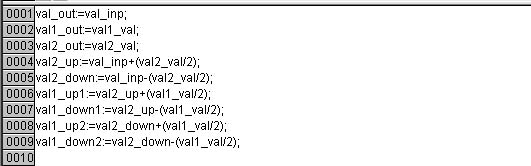 0001 val_out:=val_inp;
0002 val1_out:=val1_val;
0003 val2_out:=val2_val;
0004 val2_up:=val_inp+(val2_val/2);
0005 val2_down:=val_inp-(val2_val/2);
0006 val1_up1:=val2_up+(val1_val/2);
0007 val1_down1:=val2_up-(val1_val/2);
0008 val1_up2:=val2_down+(val1_val/2);
0009 val1_down2:=val2_down-(val1_val/2);
0010